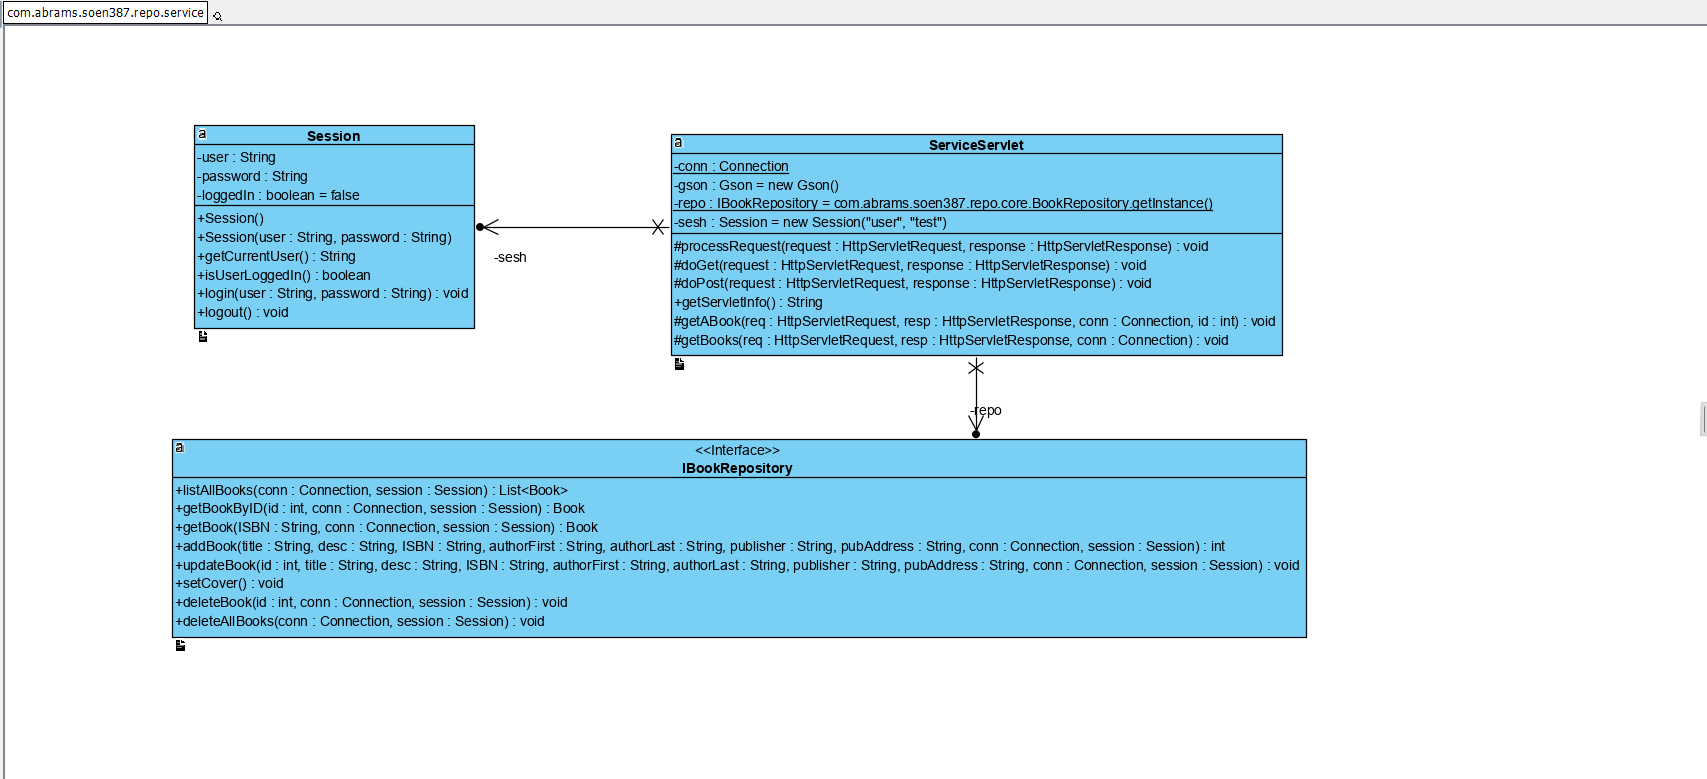 com.abrams.soen387.repo.service
a
Session
-user : String
-password : String
-loggedIn : boolean = false
+Session()
+Session(user : String, password : String)
+getCurrentUser() : String
+isUserLoggedIn() : boolean
+login(user : String, password : String) : void
+logout() : void
-sesh
a
ServiceServlet
-conn : Connection
-gson : Gson = new Gson()
-repo : IBookRepository = com.abrams.soen387.repo.core.BookRepository.getInstance()
-sesh : Session = new Session("user", "test")
#processRequest(request : HttpServletRequest, response : HttpServletResponse) : void
#doGet(request : HttpServletRequest, response : HttpServletResponse) : void
#doPost(request : HttpServletRequest, response : HttpServletResponse) : void
+getServletInfo() : String
#getABook(req : HttpServletRequest, resp : HttpServletResponse, conn : Connection, id : int) : void
#getBooks(req : HttpServletRequest, resp : HttpServletResponse, conn : Connection) : void
-repo
a
<<Interface>>
IBookRepository
+listAllBooks(conn : Connection, session : Session) : List<Book>
+getBookByID(id : int, conn : Connection, session : Session) : Book
+getBook(ISBN : String, conn : Connection, session : Session) : Book
+addBook(title : String, desc : String, ISBN : String, authorFirst : String, authorLast : String, publisher : String, pubAddress : String, conn : Connection, session : Session) : int
+updateBook(id : int, title : String, desc : String, ISBN : String, authorFirst : String, authorLast : String, publisher : String, pubAddress : String, conn : Connection, session : Session) : void
+setCover() : void
+deleteBook(id : int, conn : Connection, session : Session) : void
+deleteAllBooks(conn : Connection, session : Session) : void